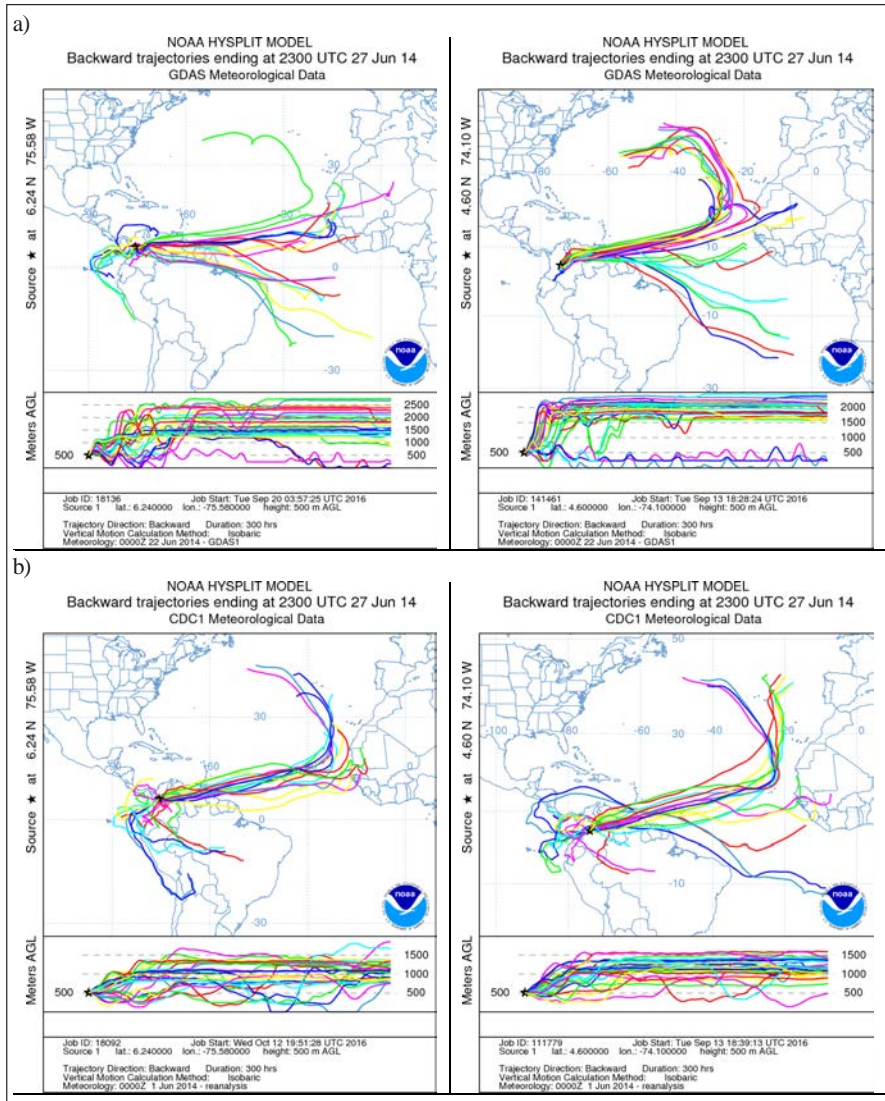 a)
NOAA HYSPLIT MODEL
Backward trajectories ending at 2300 UTC 27 Jun 14
GDAS Meteorological Data
Source ★ at 6.24 N 75.58 W
-90
-60
-30
30
0
0
-30
noaa
Meters AGL
500
2500
2000
1500
1000
500
Job ID: 18136 Job Start: Tue Sep 20 03:57:25 UTC 2016
Source 1 lat.: 6.240000 lon.: -75.580000 height: 500 m AGL
Trajectory Direction: Backward Duration: 300 hrs
Vertical Motion Calculation Method: Isobaric
Meteorology: 0000Z 22 Jun 2014 - GDAS1
NOAA HYSPLIT MODEL
Backward trajectories ending at 2300 UTC 27 Jun 14
GDAS Meteorological Data
Source ★ at 4.60 N 74.10 W
-80
-60
-40
-20
0
-10
noaa
Meters AGL
500
2000
1500
1000
500
Job ID: 141461 Job Start: Tue Sep 13 18:28:24 UTC 2016
Source 1 lat.: 4.600000 lon.: -74.100000 height: 500 m AGL
Trajectory Direction: Backward Duration: 300 hrs
Vertical Motion Calculation Method: Isobaric
Meteorology: 0000Z 22 Jun 2014 - GDAS1
b)
NOAA HYSPLIT MODEL
Backward trajectories ending at 2300 UTC 27 Jun 14
CDC1 Meteorological Data
Source ★ at 6.24 N 75.58 W
30
0
0
-30
noaa
Meters AGL
500
1500
1000
500
Job ID: 18092 Job Start: Wed Oct 12 19:51:28 UTC 2016
Source 1 lat.: 6.240000 lon.: -75.580000 height: 500 m AGL
Trajectory Direction: Backward Duration: 300 hrs
Vertical Motion Calculation Method: Isobaric
Meteorology: 0000Z 1 Jun 2014 - reanalysis
NOAA HYSPLIT MODEL
Backward trajectories ending at 2300 UTC 27 Jun 14
CDC1 Meteorological Data
Source ★ at 4.60 N 74.10 W
50
-100
-80
-60
-40
-20
0
30
-10
noaa
Meters AGL
500
1500
1000
500
Job ID: 111779 Job Start: Tue Sep 13 18:39:13 UTC 2016
Source 1 lat.: 4.600000 lon.: -74.100000 height: 500 m AGL
Trajectory Direction: Backward Duration: 300 hrs
Vertical Motion Calculation Method: Isobaric
Meteorology: 0000Z 1 Jun 2014 - reanalysis